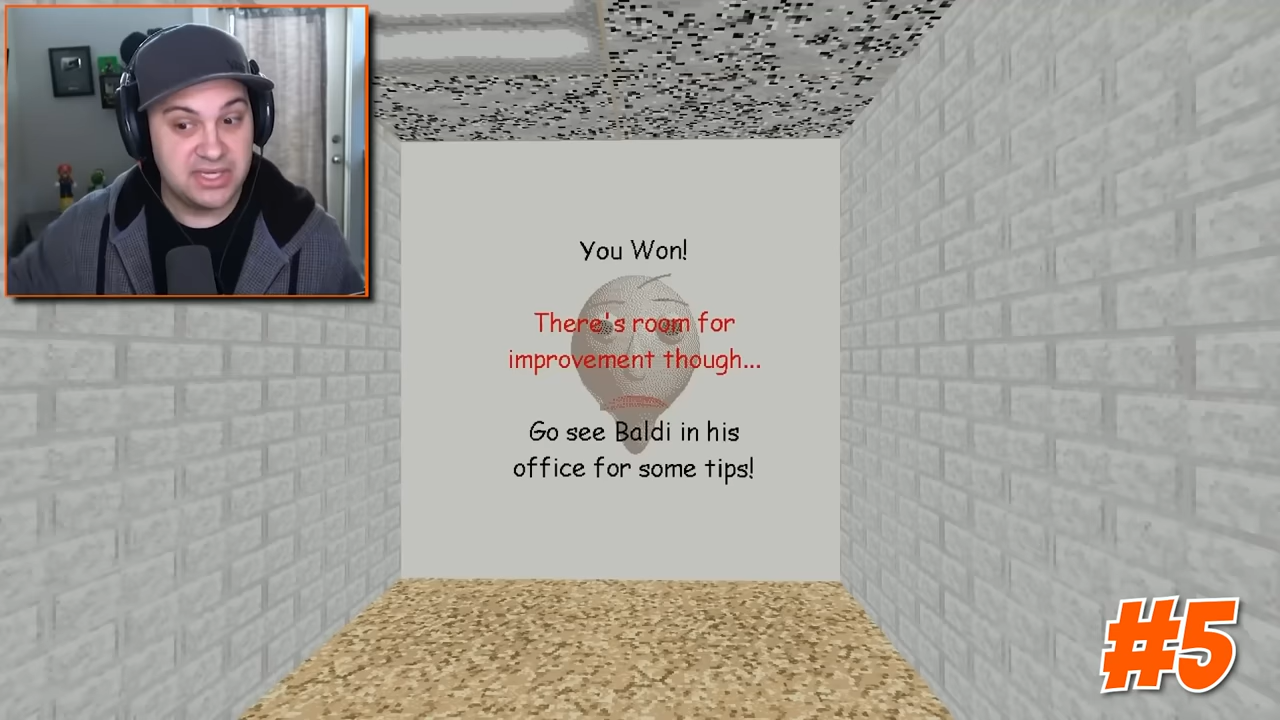 You Won!
There's room for
improvement though...
Go see Baldi in his
office for some tips!
#5